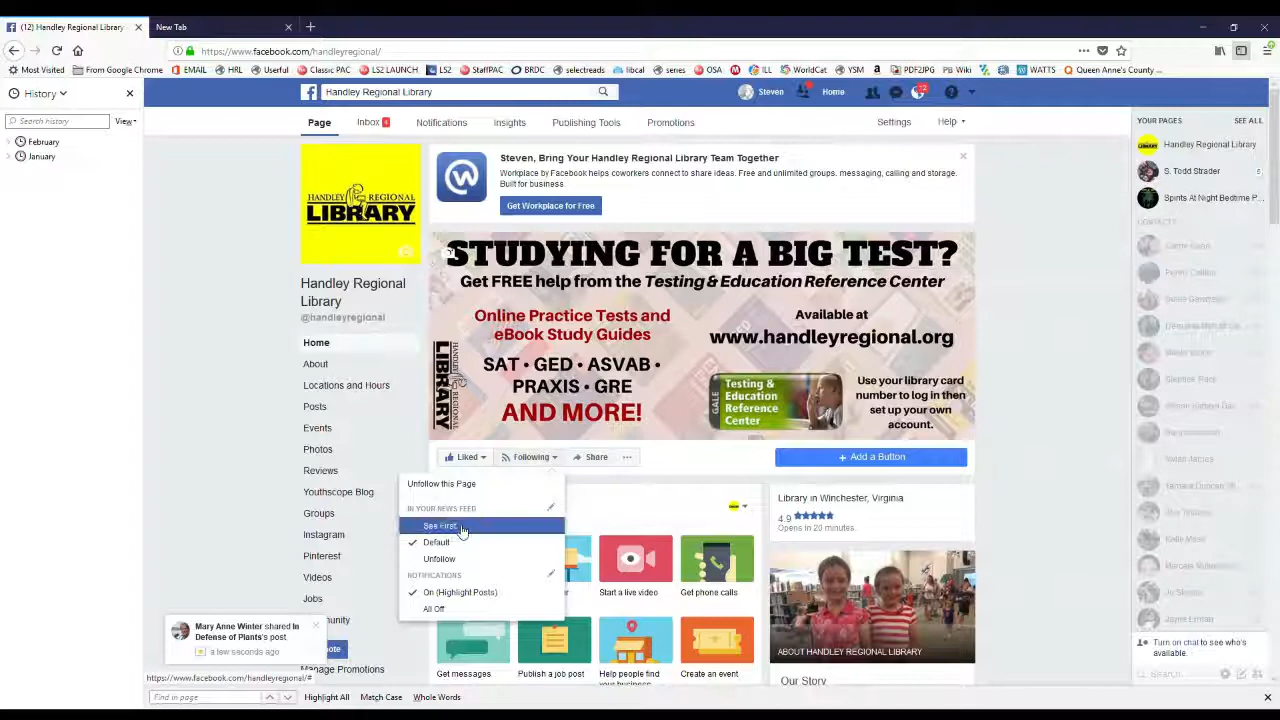 (12) Handley Regional Library
New Tab
https://www.facebook.com/handleyregional/
Most Visited
From Google Chrome
EMAIL
HRL
Userful
Classic PAC
LS2 LAUNCH
LS2
StaffPAC
BRDC
selectreads
libcal
senes
OSA
ILL
WorldCat
YSM
PDF2JPG
PB Wiki
WATTS
Queen Anne's County ...
History
Search history
View
February
January
Handley Regional Library
Steven
Home
Page
Inbox 4
Notifications
Insights
Publishing Tools
Promotions
Settings
Help
HANDLEY REGIONAL
LIBRARY
Handley Regional
Library
@handleyregional
Home
About
Locations and Hours
Posts
Events
Photos
Reviews
Youthscope Blog
Groups
Instagram
Pinterest
Videos
Jobs
Manage Promotions
Steven, Bring Your Handley Regional Library Team Together
Workplace by Facebook helps coworkers connect to share ideas. Free and unlimited groups, messaging, calling and storage.
Built for business
Get Workplace for Free
STUDYING FOR A BIG TEST?
Get FREE help from the Testing & Education Reference Center
Online Practice Tests and
eBook Study Guides
SAT • GED • ASVAB •
PRAXIS • GRE
AND MORE!
HANDLEY REGIONAL
LIBRARY
Available at
www.handleyregional.org
GALE
Testing &
Education
Reference
Center
Use your library card
number to log in then
set up your own
account.
Liked
Following
Share
+ Add a Button
Unfollow this Page
IN YOUR NEWS FEED
See First
Default
Unfollow
NOTIFICATIONS
On (Highlight Posts)
All Off
Start a live video
Get phone calls
Get messages
Publish a job post
Help people find
your business
Create an event
Library in Winchester, Virginia
4.9
Opens in 20 minutes.
ABOUT HANDLEY REGIONAL LIBRARY
Our Story
YOUR PAGES
SEE ALL
Handley Regional Library
S. Todd Strader
Spirits At Night Bedtime P...
CONTACTS
Turn on chat to see who's
available.
Search
Mary Anne Winter shared In
Defense of Plants's post
a few seconds ago
https://www.facebook.com/handleyregional/#
Find in page
Highlight All
Match Case
Whole Words